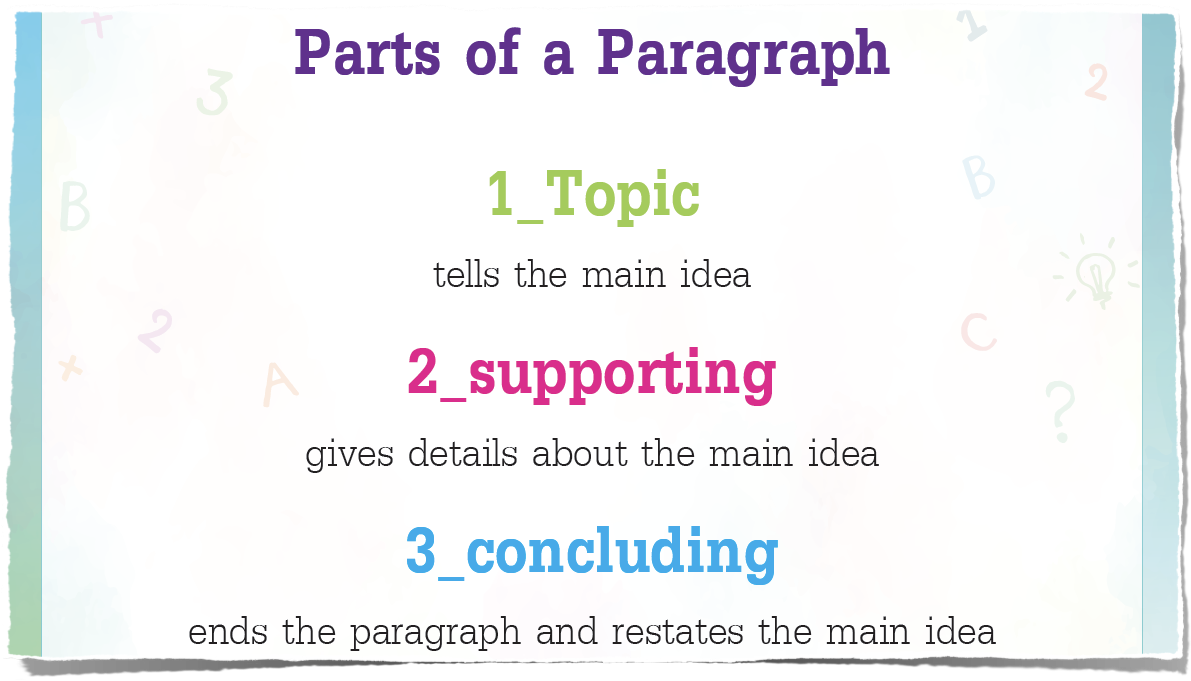 Parts of a Paragraph
1_Topic
tells the main idea
2_supporting
gives details about the main idea
3_concluding
ends the paragraph and restates the main idea